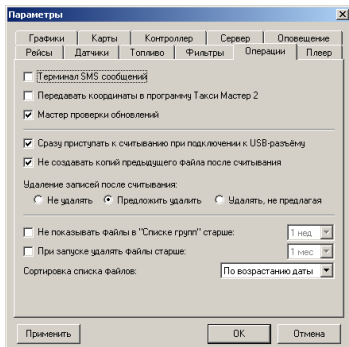 Параметры
Графики Карты Контроллер Сервер Оповещение
Рейсы Датчики Топливо Фильтры Операции Плеер
Терминал SMS сообщений
Передавать координаты в программу Такси Мастер 2
Мастер проверки обновлений
Сразу приступать к считыванию при подключении к USB-разъёму
Не создавать копий предыдущего файла после считывания
Удаление записей после считывания:
Не удалять Предложить удалить Удалять, не предлагая
Не показывать файлы в "Списке групп" старше: 1 нед
При запуске удалять файлы старше: 1 мес
Сортировка списка файлов: По возрастанию даты
Применить OK Отмена